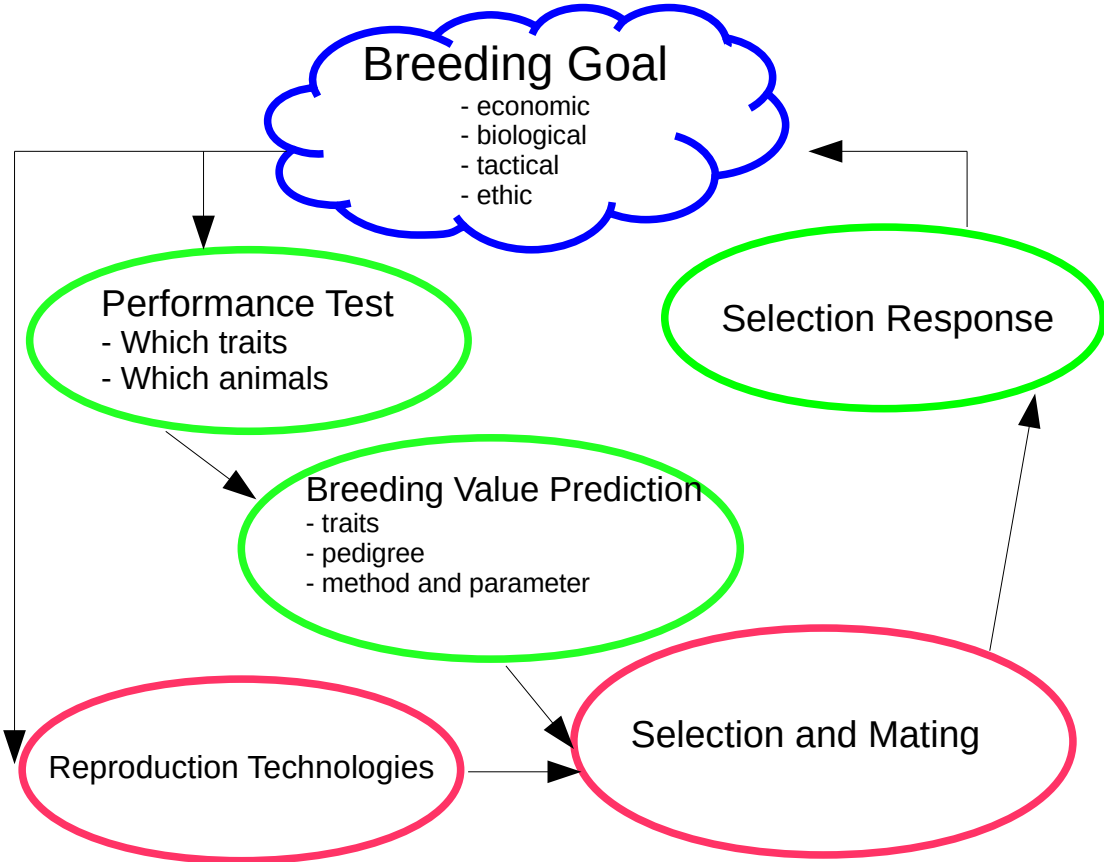 Breeding Goal
- economic
- biological
- tactical
- ethic
Performance Test
- Which traits
- Which animals
Selection Response
Breeding Value Prediction
- traits
- pedigree
- method and parameter
Selection and Mating
Reproduction Technologies